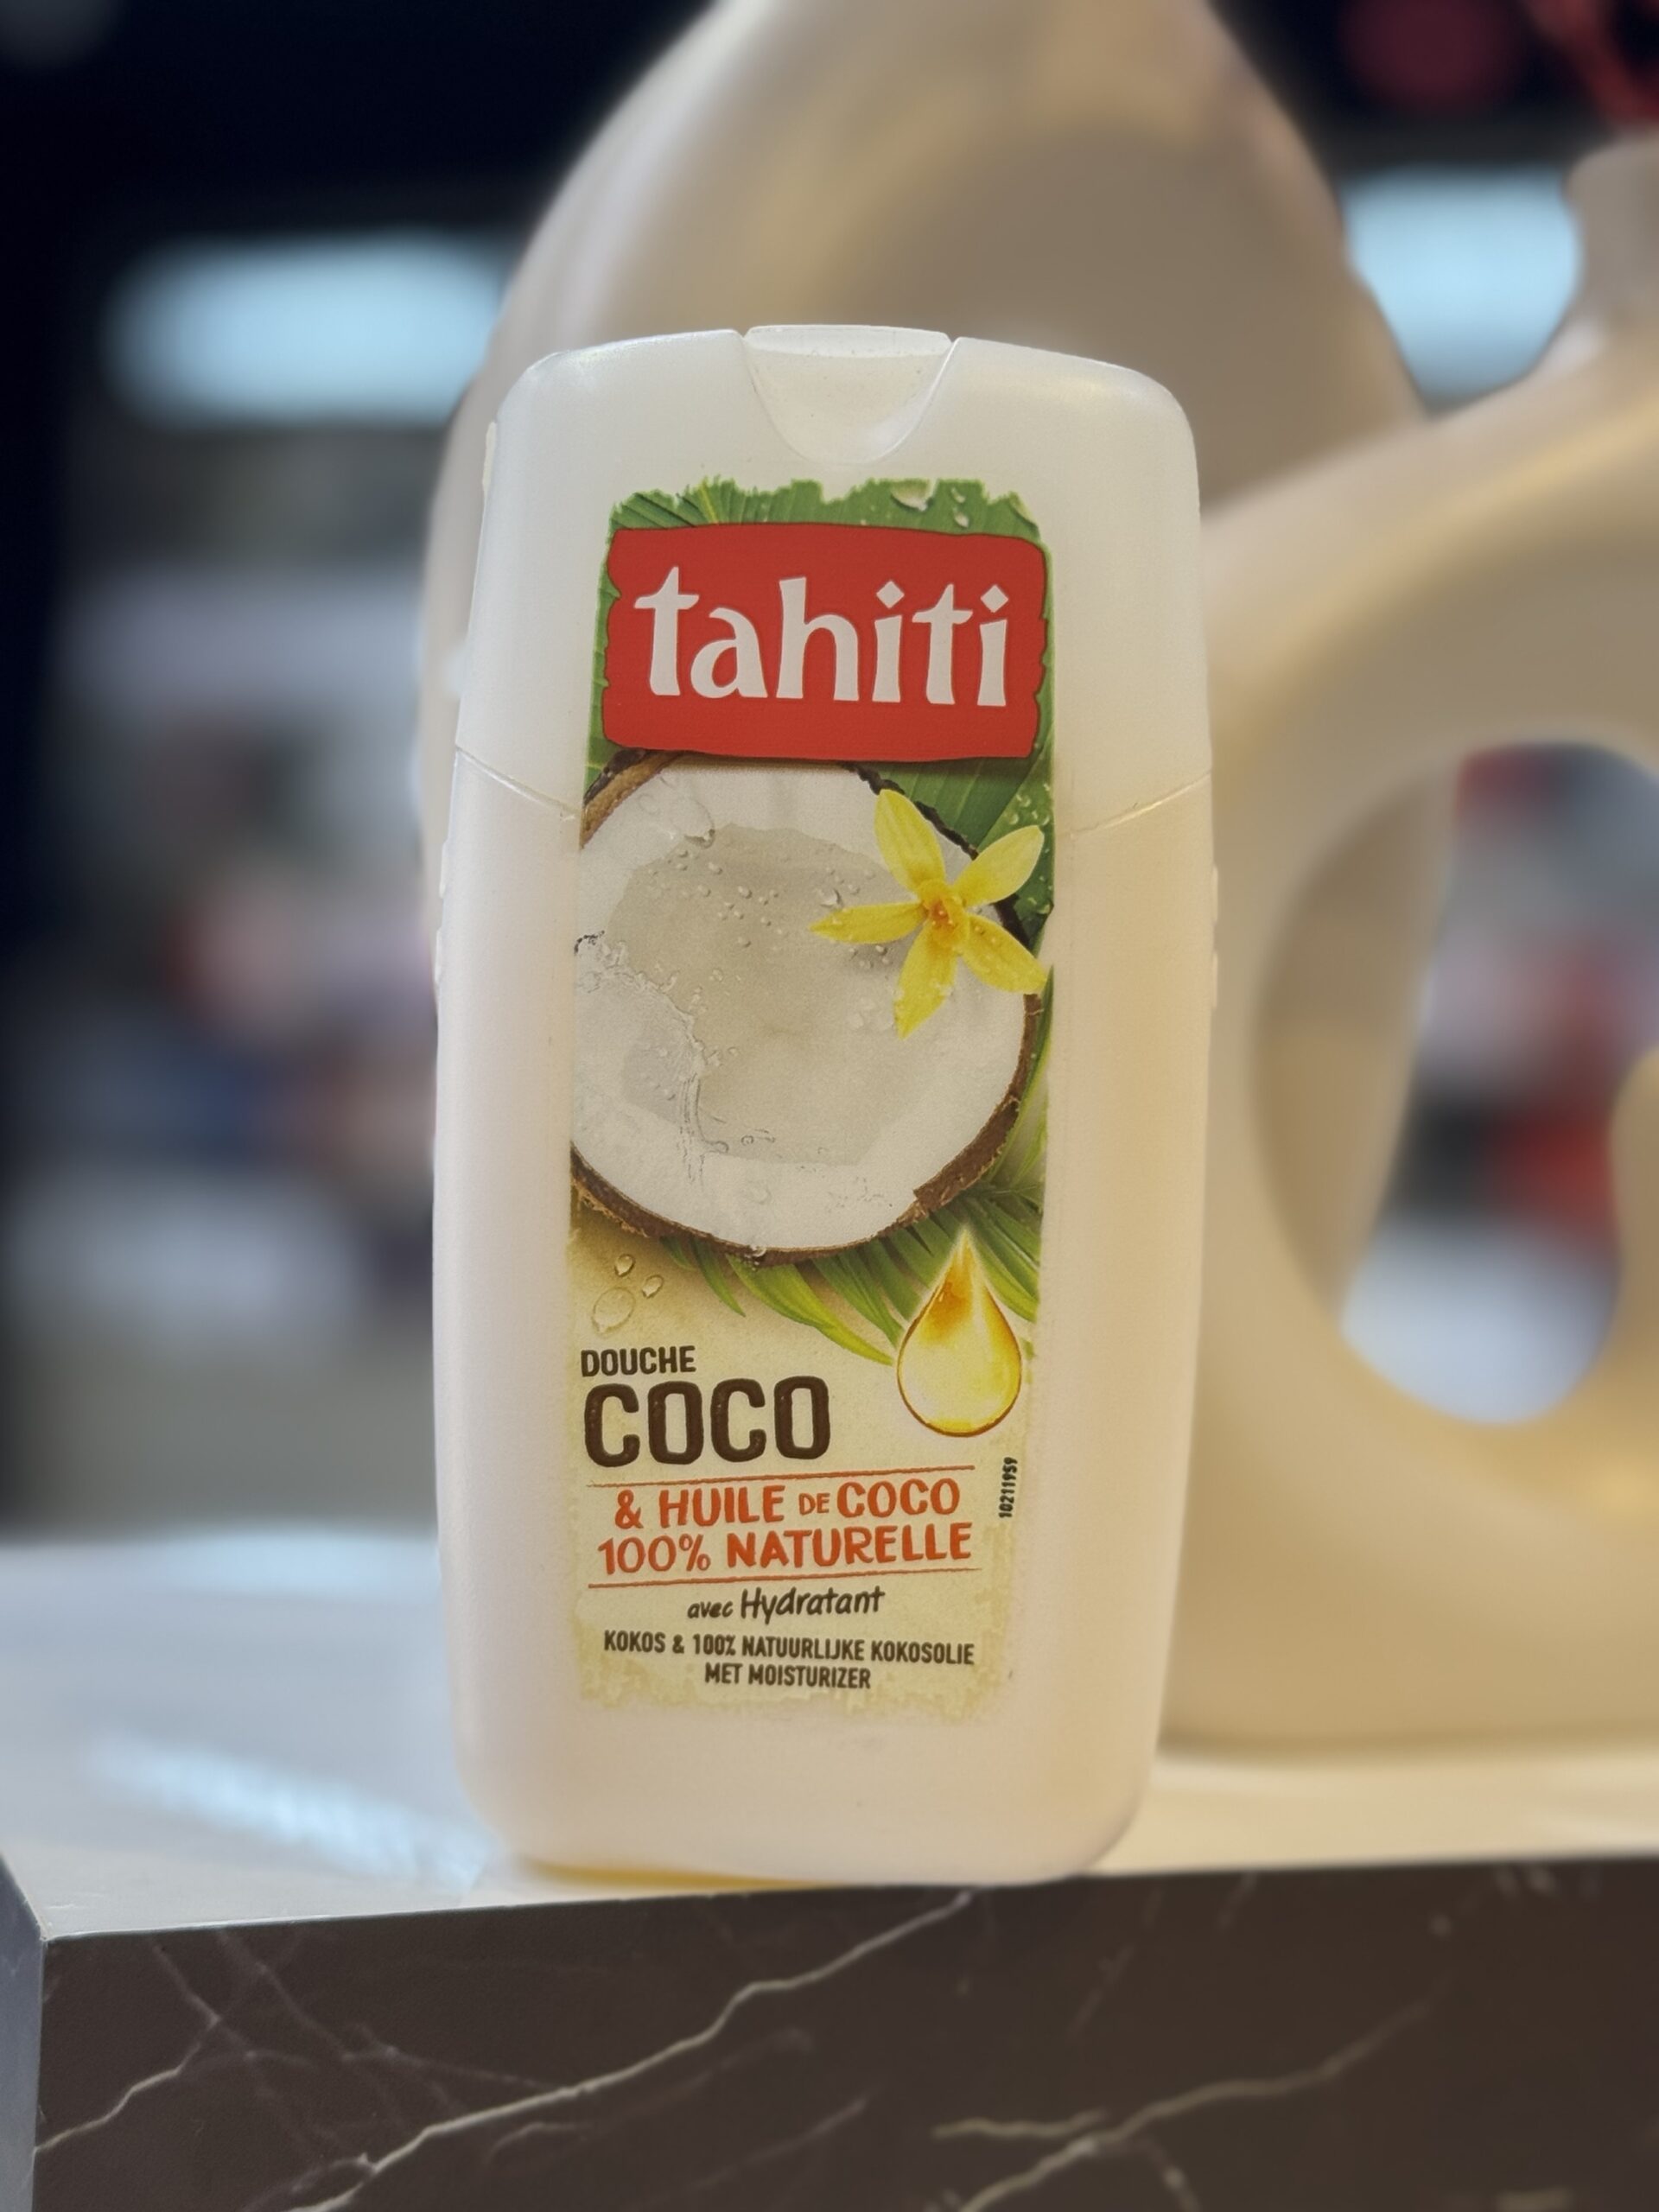 tahiti
DOUCHE
COCO
& HUILE DE COCO
100% NATURELLE
avec Hydratant
KOKOS & 100% NATUURLIJKE KOKOSOLIE
MET MOISTURIZER
10211959